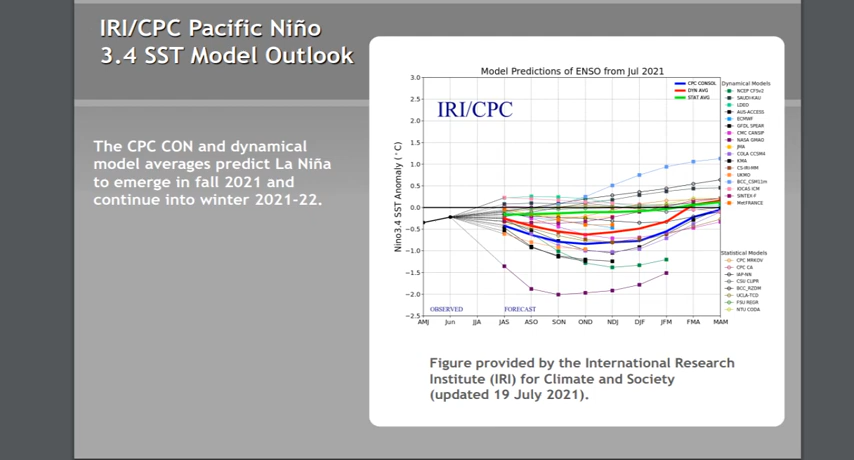 IRI/CPC Pacific Niño
3.4 SST Model Outlook
The CPC CON and dynamical
model averages predict La Niña
to emerge in fall 2021 and
continue into winter 2021-22.
Model Predictions of ENSO from Jul 2021
IRI/CPC
CPC CONSOL
DYN AVG
STAT AVG
Nino3.4 SST Anomaly (°C)
3.0
2.5
2.0
1.5
1.0
0.5
0.0
−0.5
−1.0
−1.5
−2.0
−2.5
OBSERVED
FORECAST
AMJ Jun JJA JAS ASO SON OND NDJ DJF JFM FMA MAM
Dynamical Models
NCEP CFSv2
SAUDI-KAU
LDEO
AUS-ACCESS
ECMWF
GFDL SPEAR
CMC CANSIP
NASA GMAO
JMA
COLA CCSM4
KMA
CS-IRI-MM
UKMO
BCC_CSM11m
IOCAS ICM
SINTEX-F
MetFRANCE
Statistical Models
CPC MRKOV
CPC CA
IAP-NN
CSU CLIPR
BCC_RZDM
UCLA-TCD
FSU REGR
NTU CODA
Figure provided by the International Research
Institute (IRI) for Climate and Society
(updated 19 July 2021).